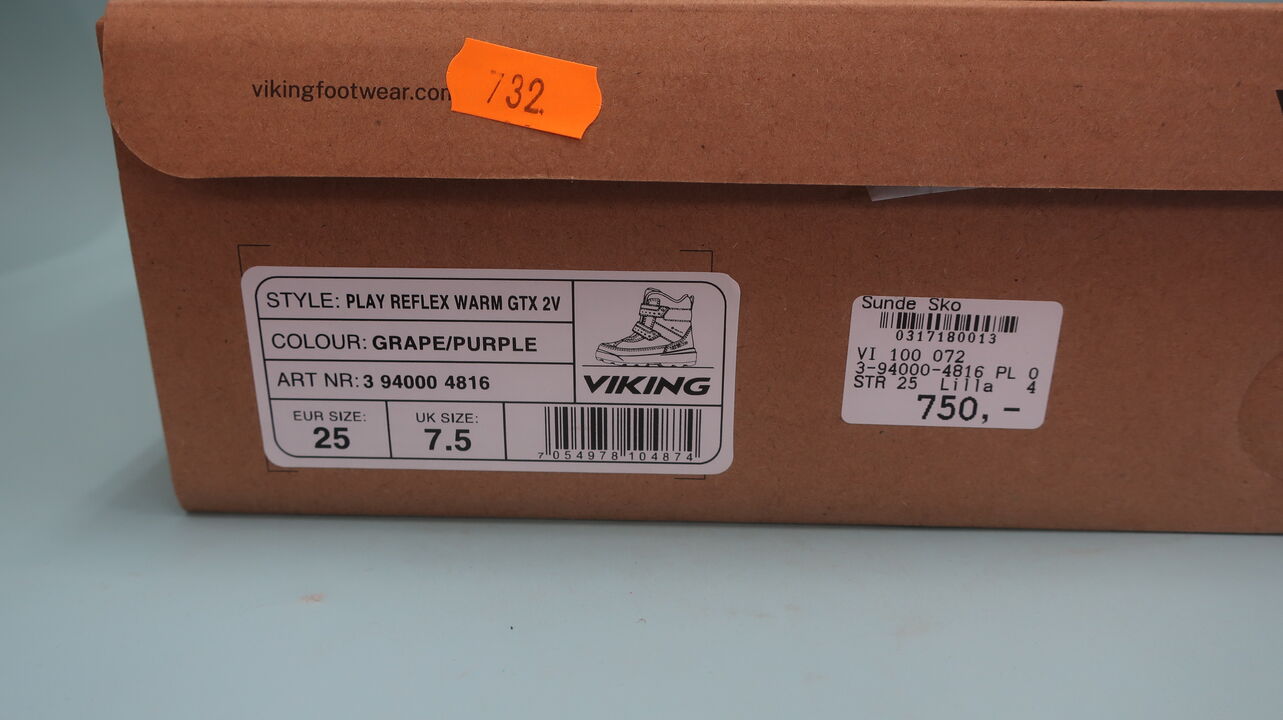 vikingfootwear.com
732
STYLE: PLAY REFLEX WARM GTX 2V
COLOUR: GRAPE/PURPLE
ART NR: 3 94000 4816
VIKING
EUR SIZE:
25
UK SIZE:
7.5
7 054978 104874
Sunde Sko
0317180013
VI 100 072
3-94000-4816 PL 0
STR 25 Lilla 4
750,-